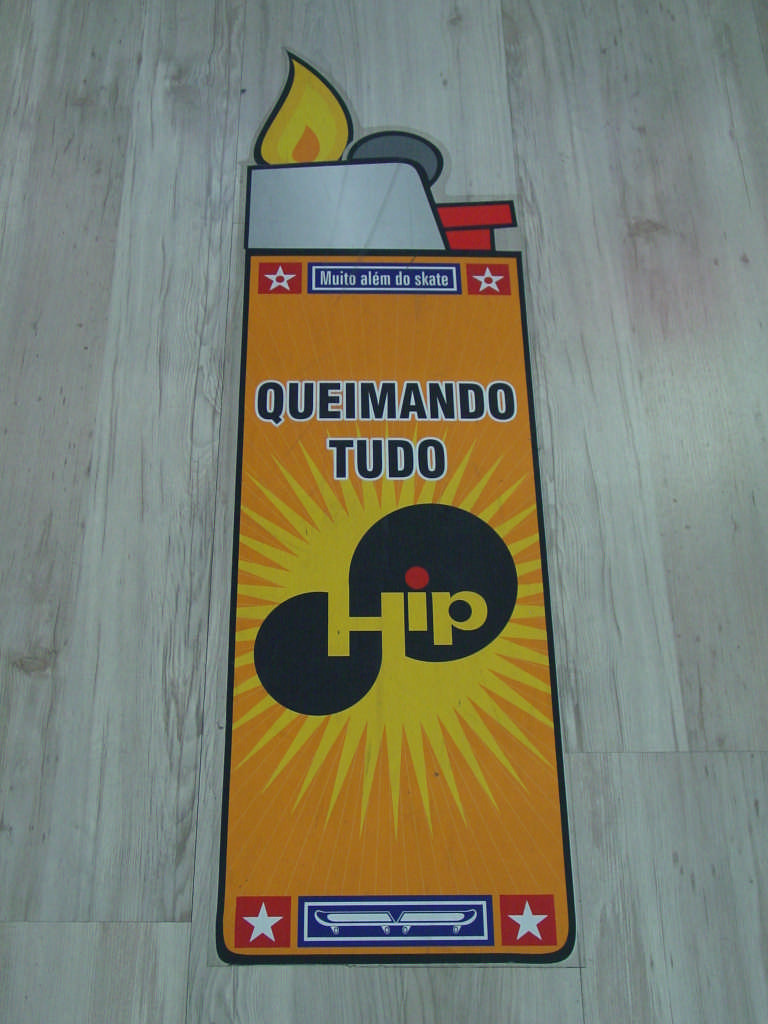 Muito além do skate
QUEIMANDO
TUDO
Hip